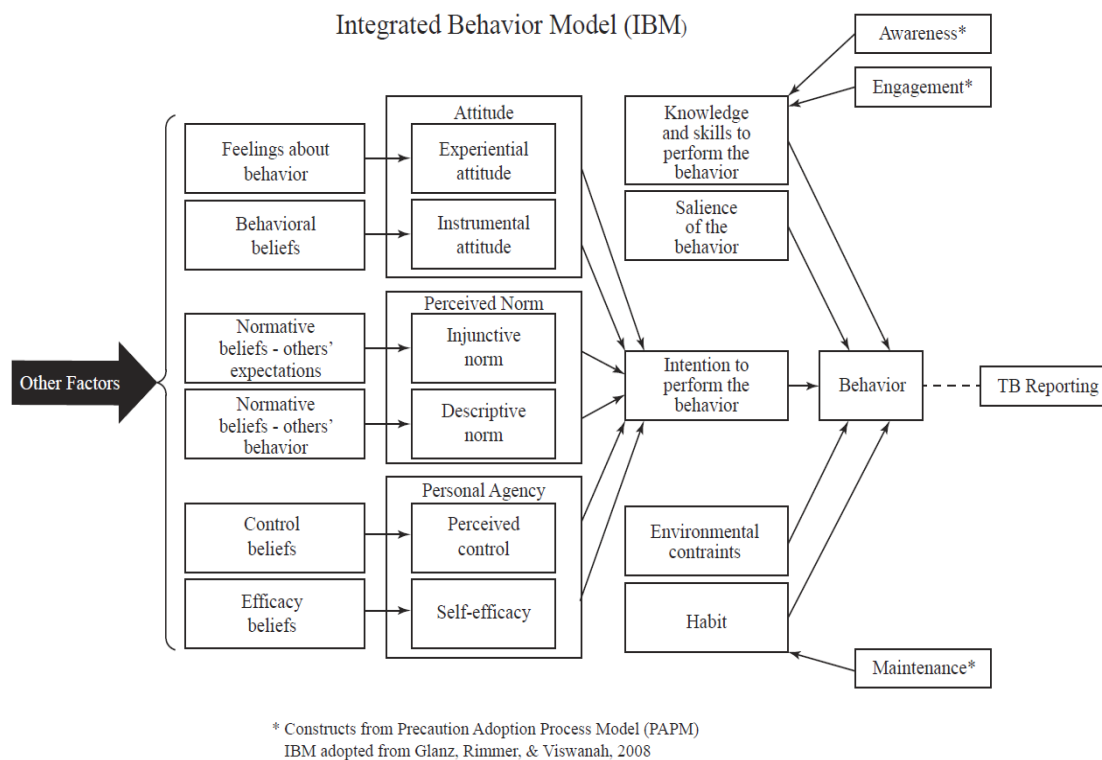 Integrated Behavior Model (IBM)
Awareness*
Engagement*
Attitude
Feelings about
behavior
Experiential
attitude
Knowledge
and skills to
perform the
behavior
Behavioral
beliefs
Instrumental
attitude
Salience
of the
behavior
Perceived Norm
Normative
beliefs - others’
expectations
Injunctive
norm
Other Factors
Normative
beliefs - others’
behavior
Descriptive
norm
Intention to
perform the
behavior
Behavior
TB Reporting
Personal Agency
Control
beliefs
Perceived
control
Environmental
contraints
Efficacy
beliefs
Self-efficacy
Habit
Maintenance*
* Constructs from Precaution Adoption Process Model (PAPM)
IBM adopted from Glanz, Rimmer, & Viswanah, 2008